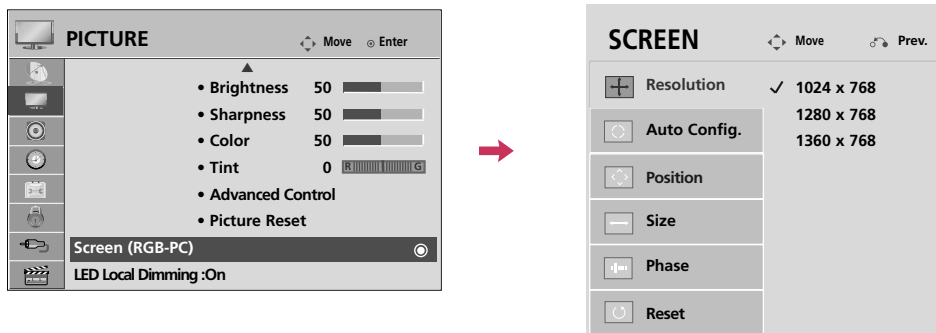 PICTURE Move Enter
• Brightness 50
• Sharpness 50
• Color 50
• Tint 0 R G
• Advanced Control
• Picture Reset
Screen (RGB-PC)
LED Local Dimming :On
SCREEN Move Prev.
Resolution ✓ 1024 x 768
1280 x 768
Auto Config.
1360 x 768
Position
Size
Phase
Reset